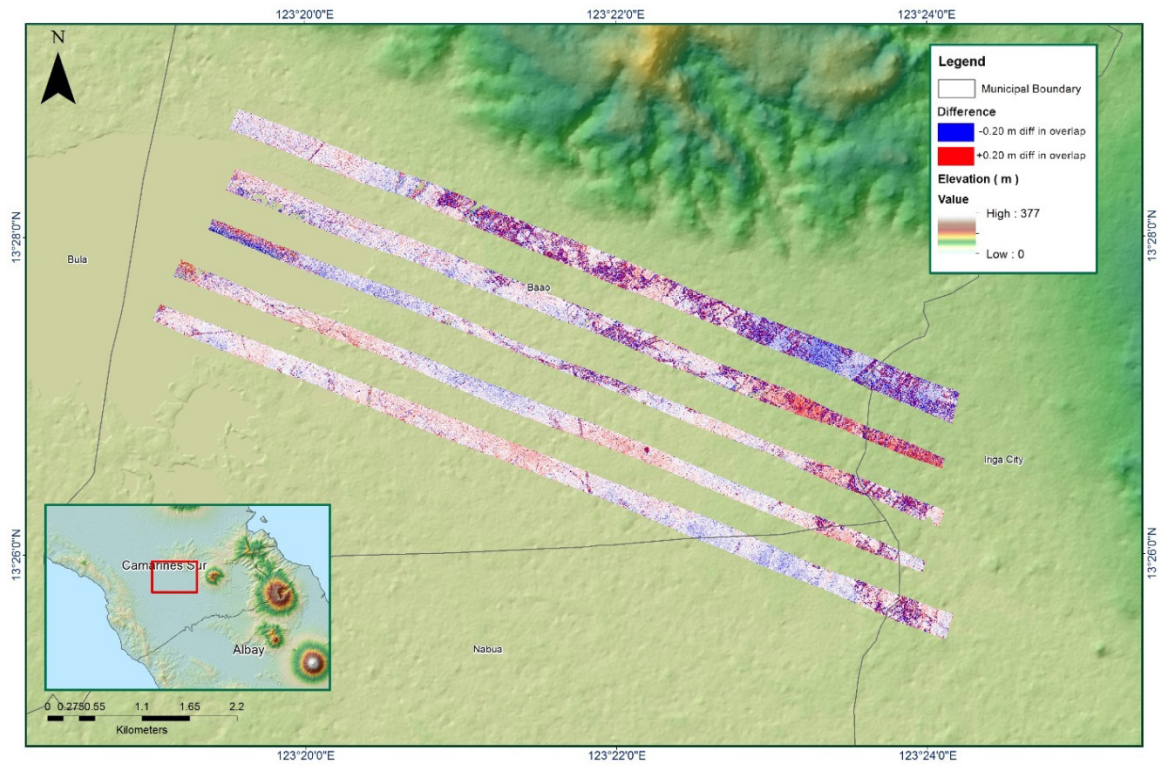 123°20'0"E
123°22'0"E
123°24'0"E
N
Legend
Municipal Boundary
Difference
-0.20 m diff in overlap
+0.20 m diff in overlap
Elevation ( m )
Value
High : 377
Low : 0
13°28'0"N
13°28'0"N
Bula
Baao
Iriga City
13°26'0"N
13°26'0"N
Camarines Sur
Albay
Nabua
0 0.2750.55 1.1 1.65 2.2
Kilometers
123°20'0"E
123°22'0"E
123°24'0"E